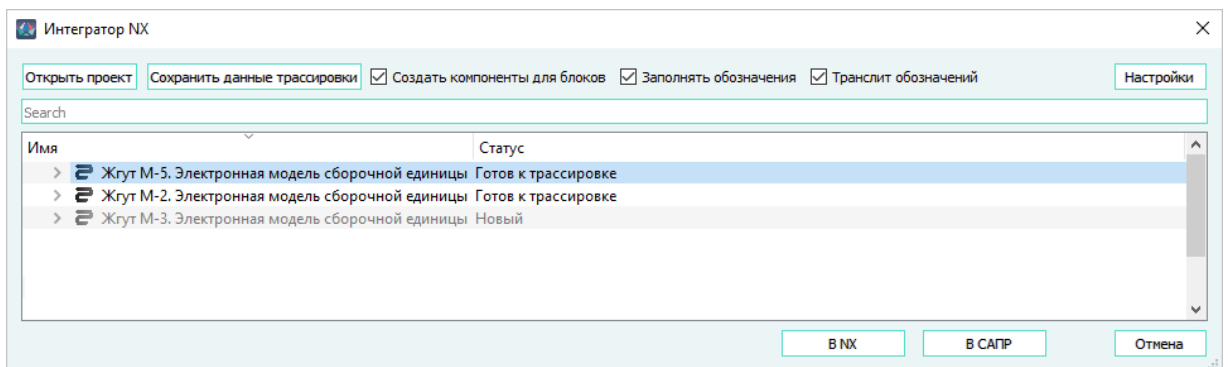 Интегратор NX
Открыть проект Сохранить данные трассировки Создать компоненты для блоков Заполнять обозначения Транслит обозначений Настройки
Search
Имя Статус
Жгут М-5. Электронная модель сборочной единицы Готов к трассировке
Жгут М-2. Электронная модель сборочной единицы Готов к трассировке
Жгут М-3. Электронная модель сборочной единицы Новый
В NX В САПР Отмена